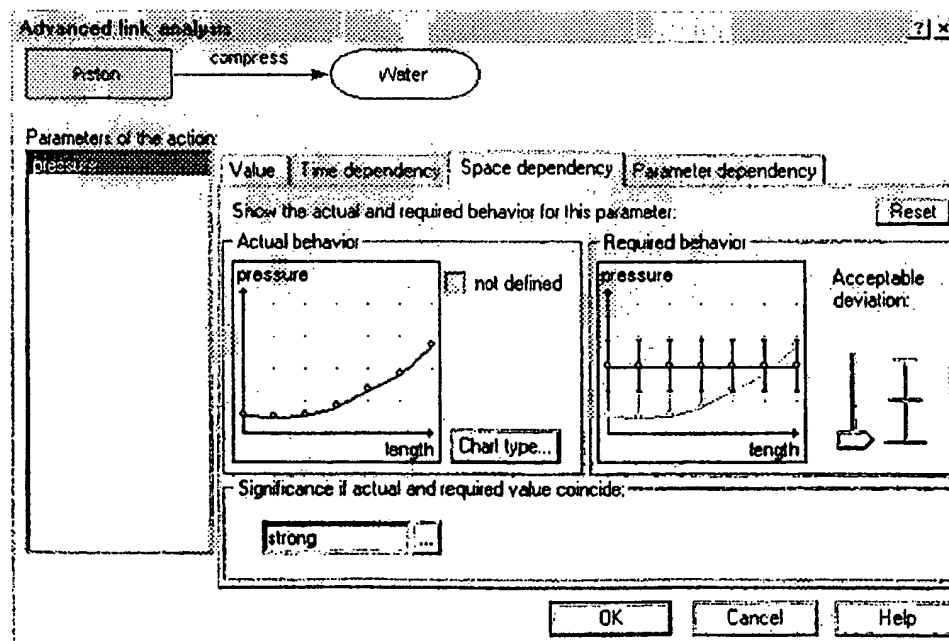 Advanced link analysis
? x
Piston
compress
Water
Parameters of the action:
pressure
Value
Time dependency
Space dependency
Parameter dependency
Show the actual and required behavior for this parameter:
Reset
Actual behavior
pressure
not defined
length
Chart type...
Required behavior
pressure
Acceptable
deviation:
length
Significance if actual and required value coincide:
strong
...
OK
Cancel
Help